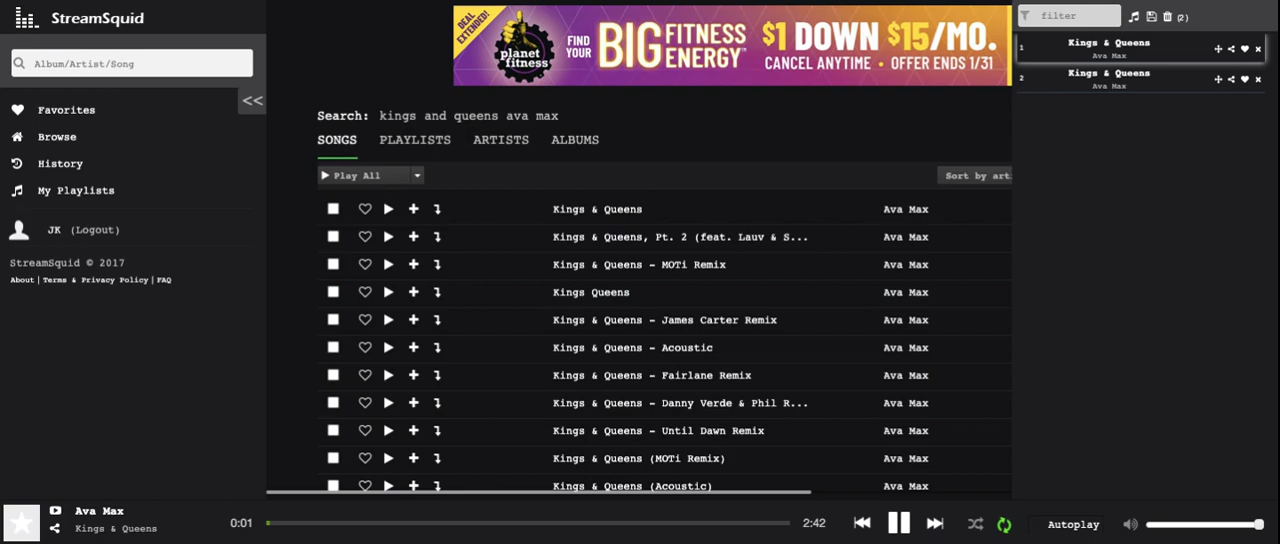 StreamSquid
Album/Artist/Song
<<
Favorites
Browse
History
My Playlists
JK (Logout)
StreamSquid © 2017
About | Terms & Privacy Policy | FAQ
DEAL EXTENDED!
planet fitness
FIND YOUR BIG FITNESS ENERGY™
$1 DOWN $15/MO.
CANCEL ANYTIME • OFFER ENDS 1/31
Search: kings and queens ava max
SONGS PLAYLISTS ARTISTS ALBUMS
Play All
Sort by art
Kings & Queens Ava Max
Kings & Queens, Pt. 2 (feat. Lauv & S... Ava Max
Kings & Queens - MOTi Remix Ava Max
Kings Queens Ava Max
Kings & Queens - James Carter Remix Ava Max
Kings & Queens - Acoustic Ava Max
Kings & Queens - Fairlane Remix Ava Max
Kings & Queens - Danny Verde & Phil R... Ava Max
Kings & Queens - Until Dawn Remix Ava Max
Kings & Queens (MOTi Remix) Ava Max
Kings & Queens (Acoustic) Ava Max
filter (2)
1 Kings & Queens
Ava Max
2 Kings & Queens
Ava Max
Ava Max
Kings & Queens
0:01 2:42 Autoplay